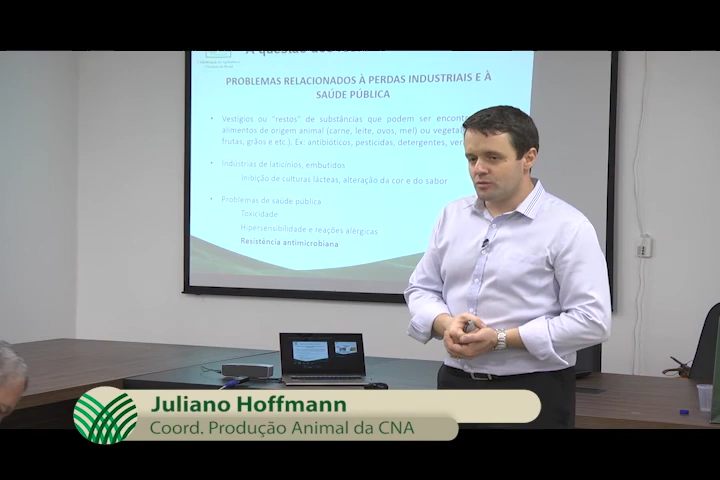 PROBLEMAS RELACIONADOS À PERDAS INDUSTRIAIS E À
SAÚDE PÚBLICA
• Vestígios ou "restos" de substâncias que podem ser
alimentos de origem animal (carne, leite, ovos, mel) ou
frutas, grãos e etc.). Ex: antibióticos, pesticidas, detergentes,
• Indústrias de laticínios, embutidos
Inibição de culturas lácteas, alteração da cor e do sabor
• Problemas de saúde pública
Toxicidade
Hipersensibilidade e reações alérgicas
Resistência antimicrobiana
Juliano Hoffmann
Coord. Produção Animal da CNA